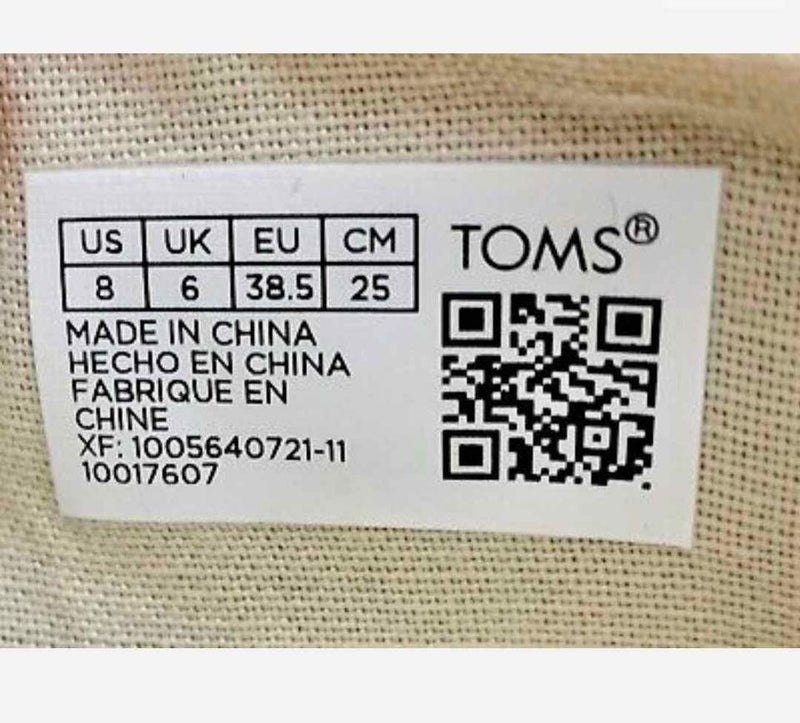 US UK EU CM
8 6 38.5 25
MADE IN CHINA
HECHO EN CHINA
FABRIQUE EN
CHINE
XF: 1005640721-11
10017607
TOMS®